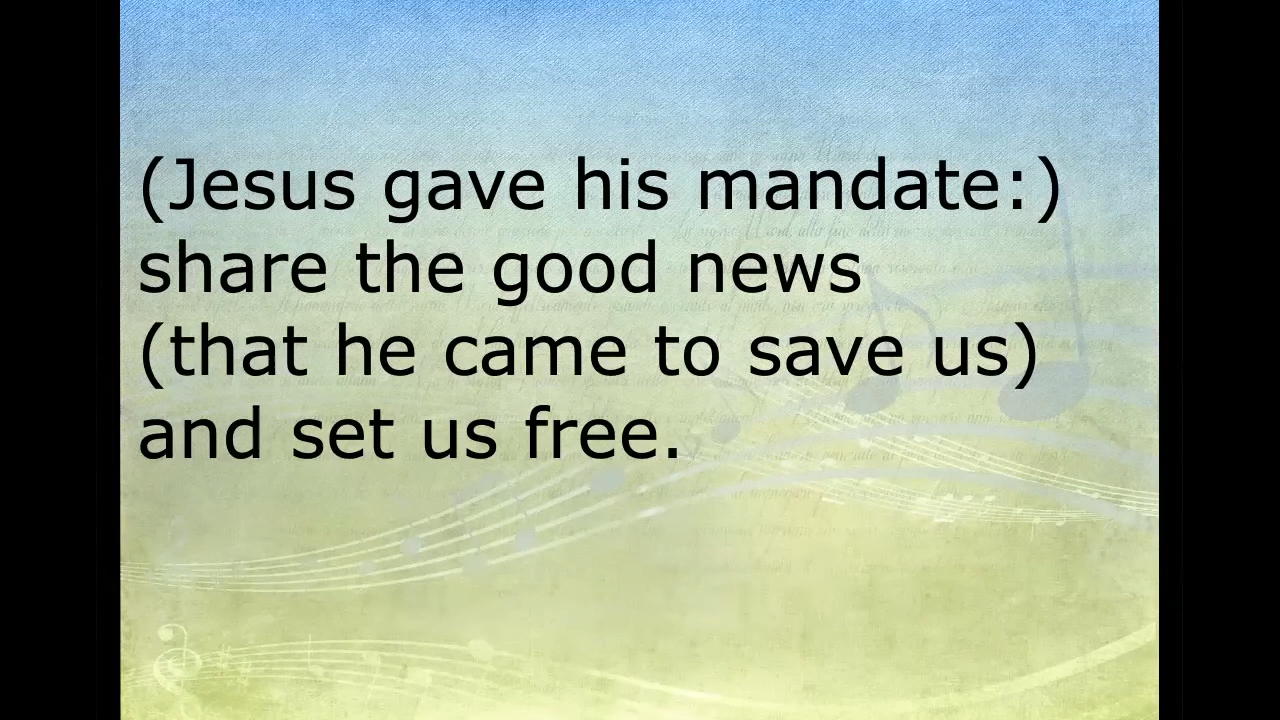 (Jesus gave his mandate:)
share the good news
(that he came to save us)
and set us free.